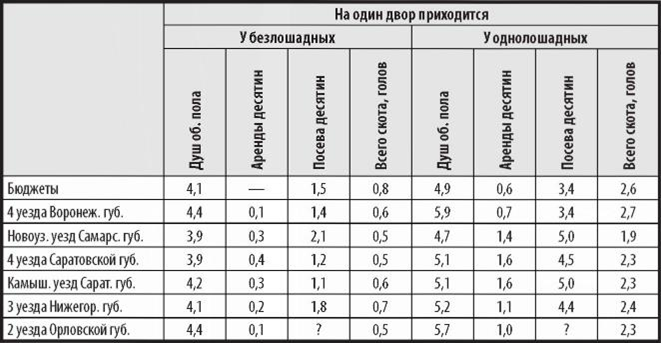 На один двор приходится
У безлошадных У однолошадных
Душ об. пола Аренды десятин Посева десятин Всего скота, голов Душ об. пола Аренды десятин Посева десятин Всего скота, голов
Бюджеты 4,1 — 1,5 0,8 4,9 0,6 3,4 2,6
4 уезда Воронеж. губ. 4,4 0,1 1,4 0,6 5,9 0,7 3,4 2,7
Новоуз. уезд Самарс. губ. 3,9 0,3 2,1 0,5 4,7 1,4 5,0 1,9
4 уезда Саратовской губ. 3,9 0,4 1,2 0,5 5,1 1,6 4,5 2,3
Камыш. уезд Сарат. губ. 4,2 0,3 1,1 0,6 5,1 1,6 5,0 2,3
3 уезда Нижегор. губ. 4,1 0,2 1,8 0,7 5,2 1,1 4,4 2,4
2 уезда Орловской губ. 4,4 0,1 ? 0,5 5,7 1,0 ? 2,3